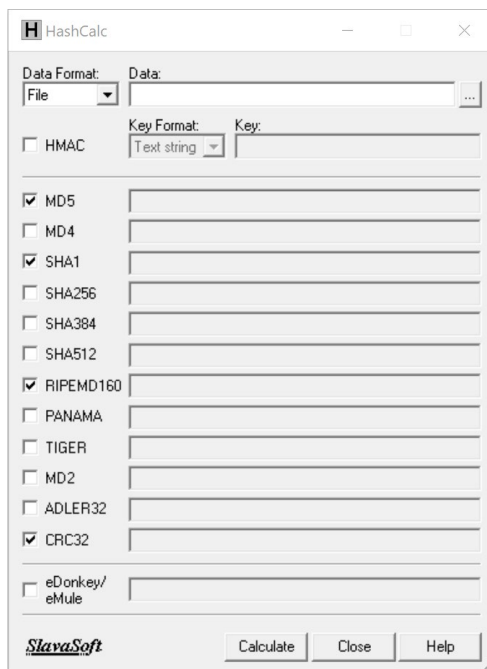 H HashCalc
Data Format: Data:
File ...
Key Format: Key:
HMAC Text string
MD5
MD4
SHA1
SHA256
SHA384
SHA512
RIPEMD160
PANAMA
TIGER
MD2
ADLER32
CRC32
eDonkey/
eMule
SlavaSoft Calculate Close Help